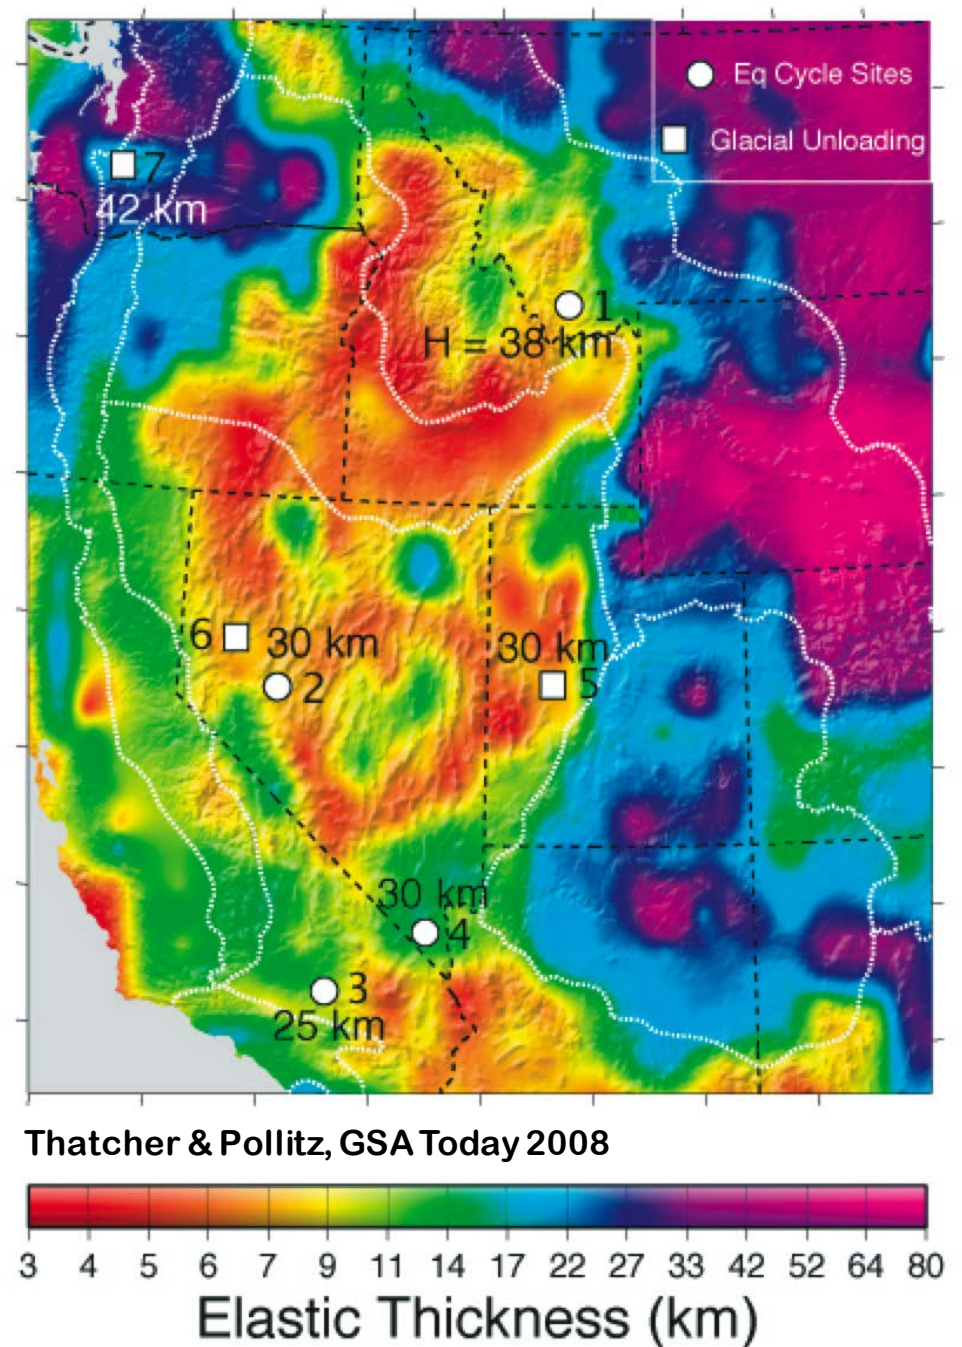 Eq Cycle Sites
Glacial Unloading
7
42 km
1
H = 38 km
6
30 km
2
30 km
5
30 km
4
3
25 km
Thatcher & Pollitz, GSA Today 2008
3 4 5 6 7 9 11 14 17 22 27 33 42 52 64 80
Elastic Thickness (km)